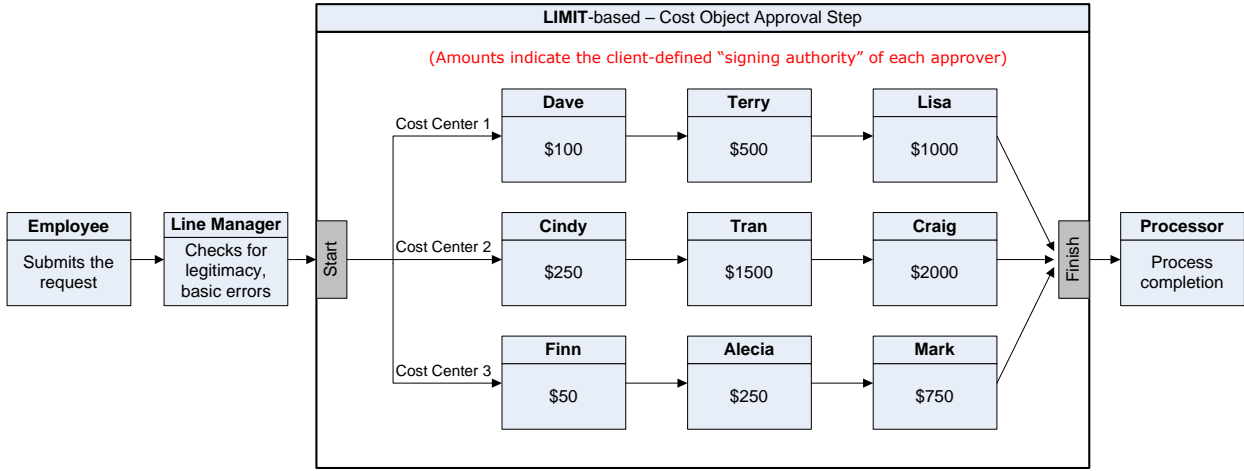 LIMIT-based – Cost Object Approval Step
(Amounts indicate the client-defined “signing authority” of each approver)
Dave
$100
Terry
$500
Lisa
$1000
Cost Center 1
Employee
Submits the
request
Line Manager
Checks for
legitimacy,
basic errors
Start
Cost Center 2
Cindy
$250
Tran
$1500
Craig
$2000
Finish
Processor
Process
completion
Cost Center 3
Finn
$50
Alecia
$250
Mark
$750